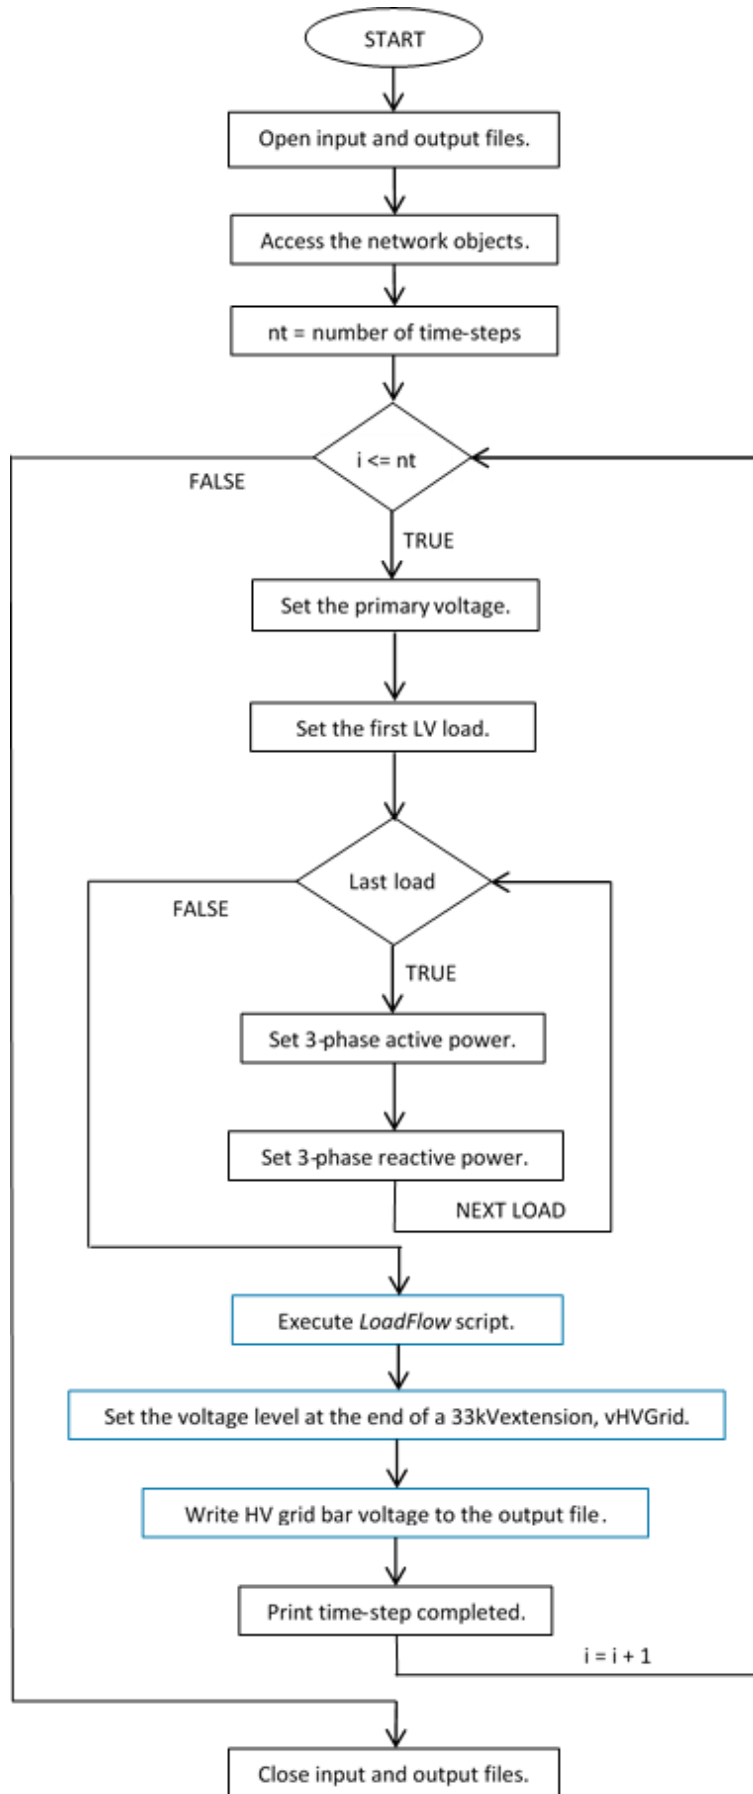 START
Open input and output files.
Access the network objects.
nt = number of time-steps
i <= nt
FALSE
TRUE
Set the primary voltage.
Set the first LV load.
Last load
FALSE
TRUE
Set 3-phase active power.
Set 3-phase reactive power.
NEXT LOAD
Execute LoadFlow script.
Set the voltage level at the end of a 33kVextension, vHVGrid.
Write HV grid bar voltage to the output file.
Print time-step completed.
i = i + 1
Close input and output files.